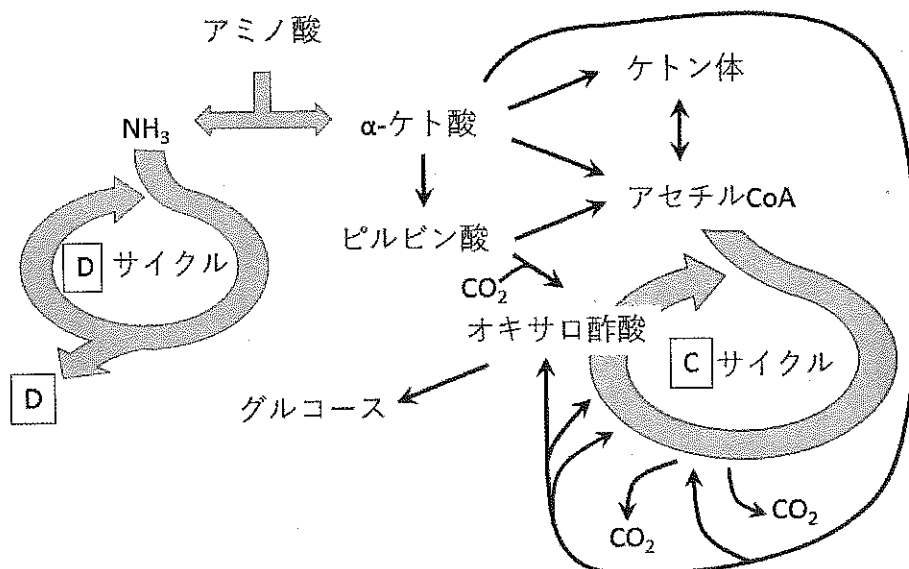 アミノ酸
NH₃
α-ケト酸
ケトン体
アセチルCoA
ピルビン酸
CO₂
オキサロ酢酸
D サイクル
D
C サイクル
グルコース
CO₂
CO₂